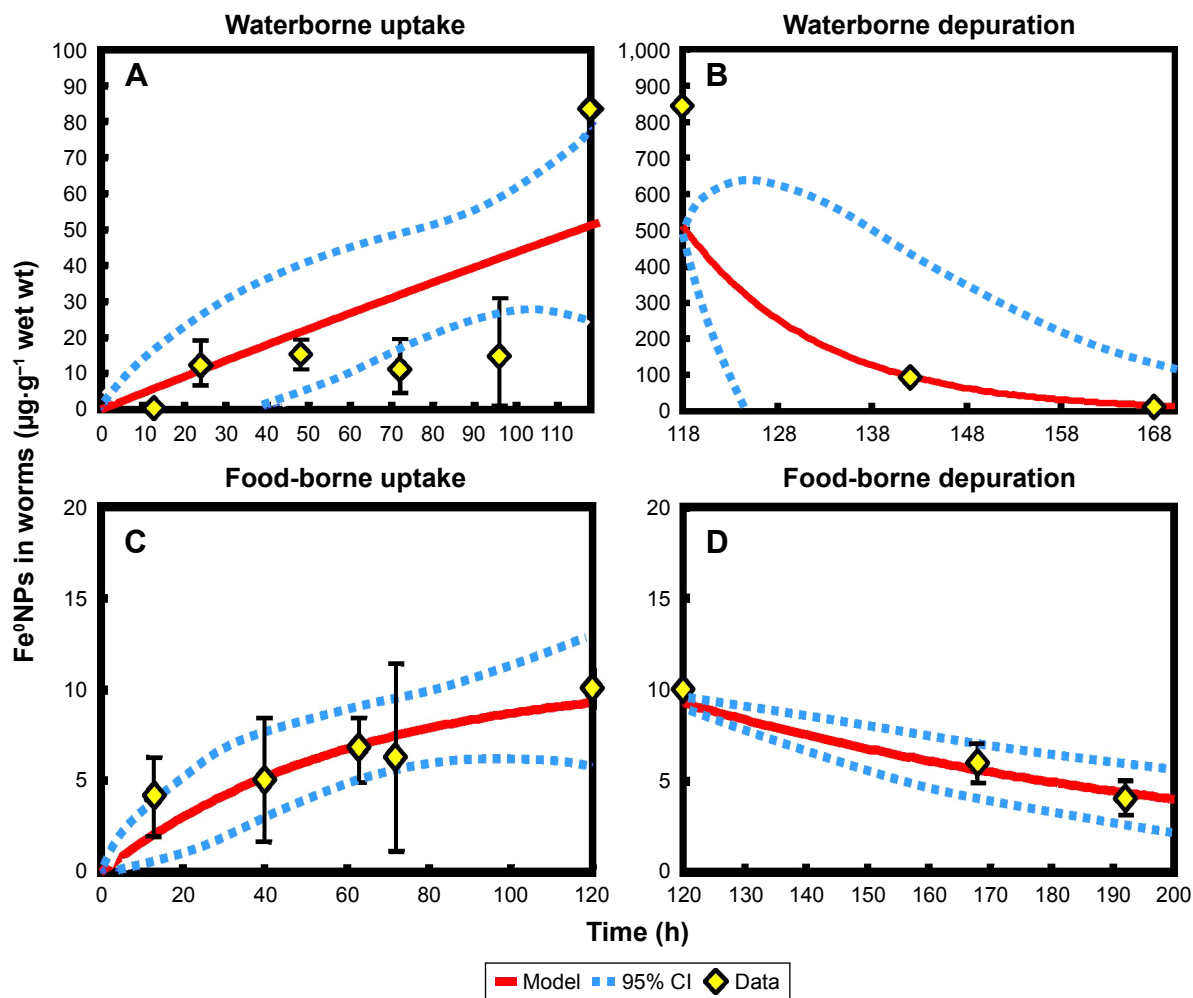 Waterborne uptake
Waterborne depuration
A
B
100
90
80
70
60
50
40
30
20
10
0
0 10 20 30 40 50 60 70 80 90 100 110
1,000
900
800
700
600
500
400
300
200
100
0
118 128 138 148 158 168
Food-borne uptake
Food-borne depuration
C
D
20
15
10
5
0
0 20 40 60 80 100 120
20
15
10
5
0
120 130 140 150 160 170 180 190 200
Fe⁰NPs in worms (µg·g⁻¹ wet wt)
Time (h)
Model 95% CI Data